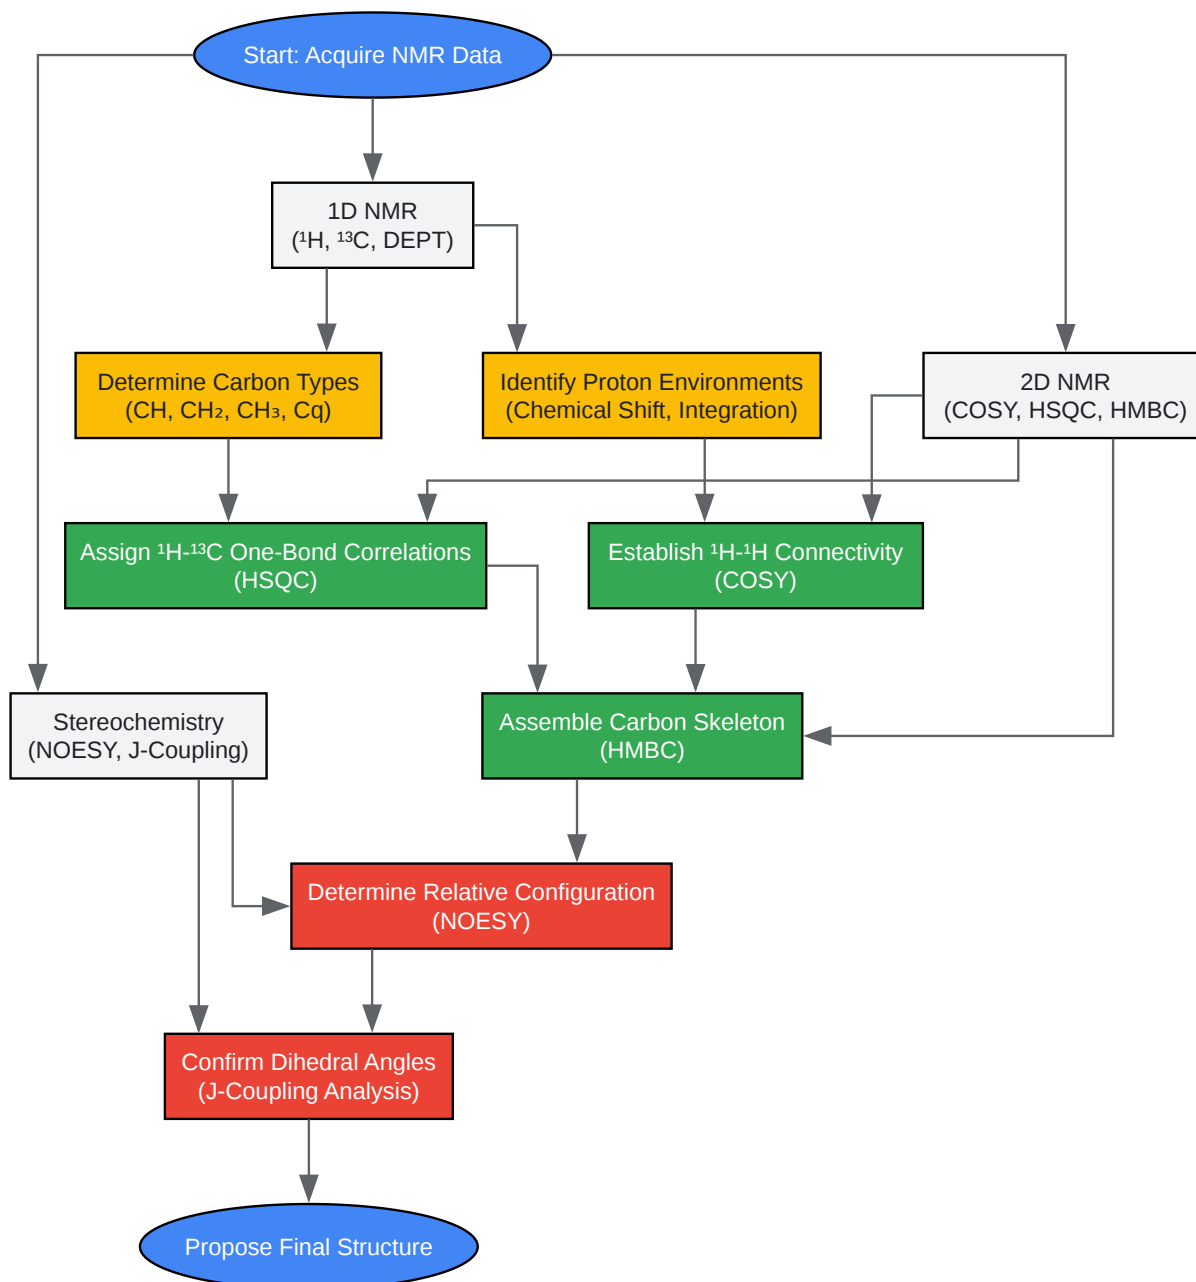 Start: Acquire NMR Data
1D NMR
(¹H, ¹³C, DEPT)
Determine Carbon Types
(CH, CH₂, CH₃, Cq)
Identify Proton Environments
(Chemical Shift, Integration)
2D NMR
(COSY, HSQC, HMBC)
Assign ¹H-¹³C One-Bond Correlations
(HSQC)
Establish ¹H-¹H Connectivity
(COSY)
Stereochemistry
(NOESY, J-Coupling)
Assemble Carbon Skeleton
(HMBC)
Determine Relative Configuration
(NOESY)
Confirm Dihedral Angles
(J-Coupling Analysis)
Propose Final Structure